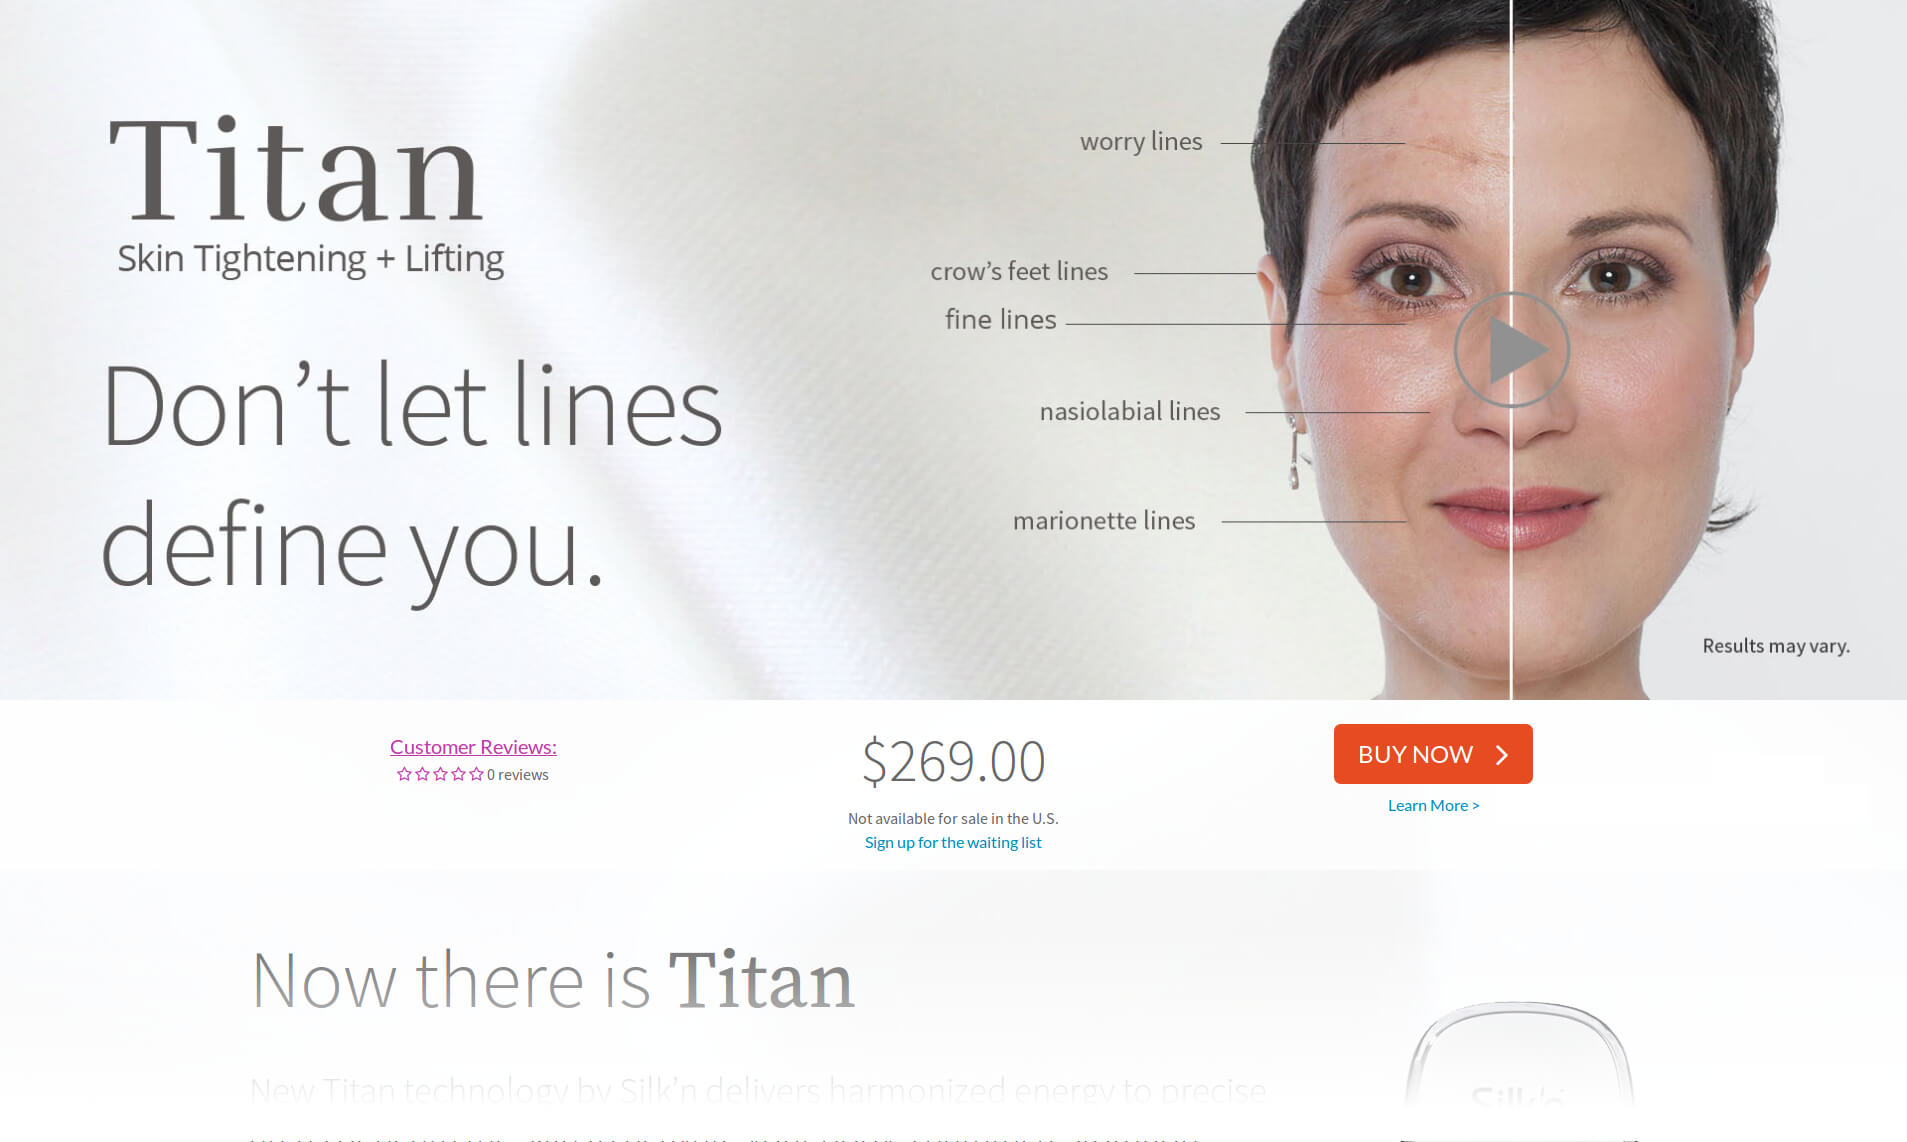 Titan
Skin Tightening + Lifting
Don't let lines
define you.
worry lines
crow's feet lines
fine lines
nasiolabial lines
marionette lines
Results may vary.
Customer Reviews:
0 reviews
$269.00
Not available for sale in the U.S.
Sign up for the waiting list
BUY NOW
Learn More >
Now there is Titan
New Titan technology by Silk'n delivers harmonized energy to precise
Silk'n